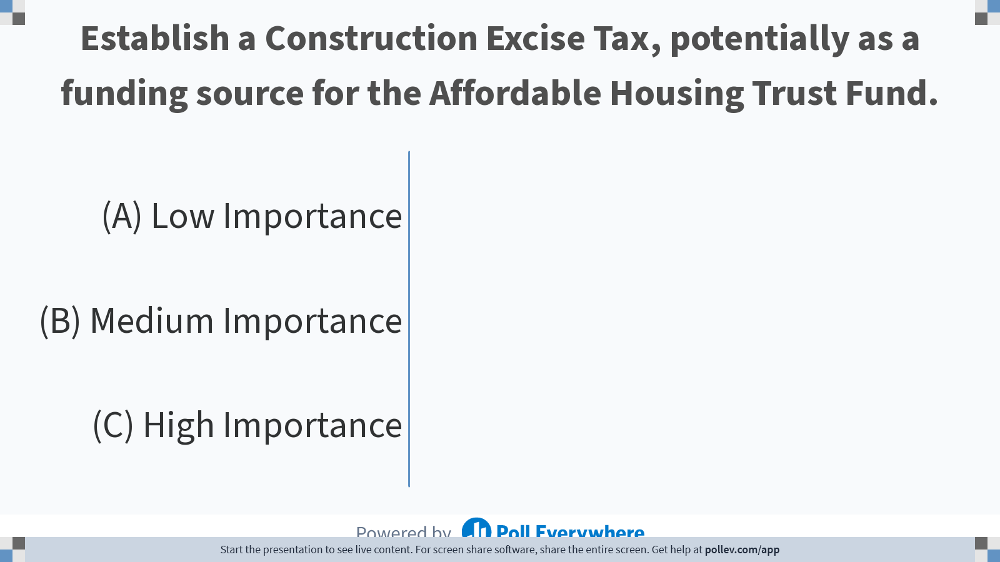 Establish a Construction Excise Tax, potentially as a
funding source for the Affordable Housing Trust Fund.
(A) Low Importance
(B) Medium Importance
(C) High Importance
Powered by Poll Everywhere
Start the presentation to see live content. For screen share software, share the entire screen. Get help at pollev.com/app